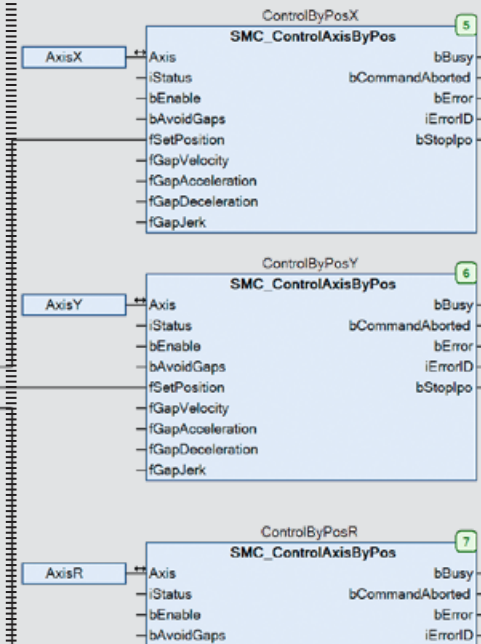 ControlByPosX
5
SMC_ControlAxisByPos
AxisX Axis bBusy
iStatus bCommandAborted
bEnable bError
bAvoidGaps iErrorID
fSetPosition bStopIpo
fGapVelocity
fGapAcceleration
fGapDeceleration
fGapJerk
ControlByPosY
6
SMC_ControlAxisByPos
AxisY Axis bBusy
iStatus bCommandAborted
bEnable bError
bAvoidGaps iErrorID
fSetPosition bStopIpo
fGapVelocity
fGapAcceleration
fGapDeceleration
fGapJerk
ControlByPosR
7
SMC_ControlAxisByPos
AxisR Axis bBusy
iStatus bCommandAborted
bEnable bError
bAvoidGaps iErrorID